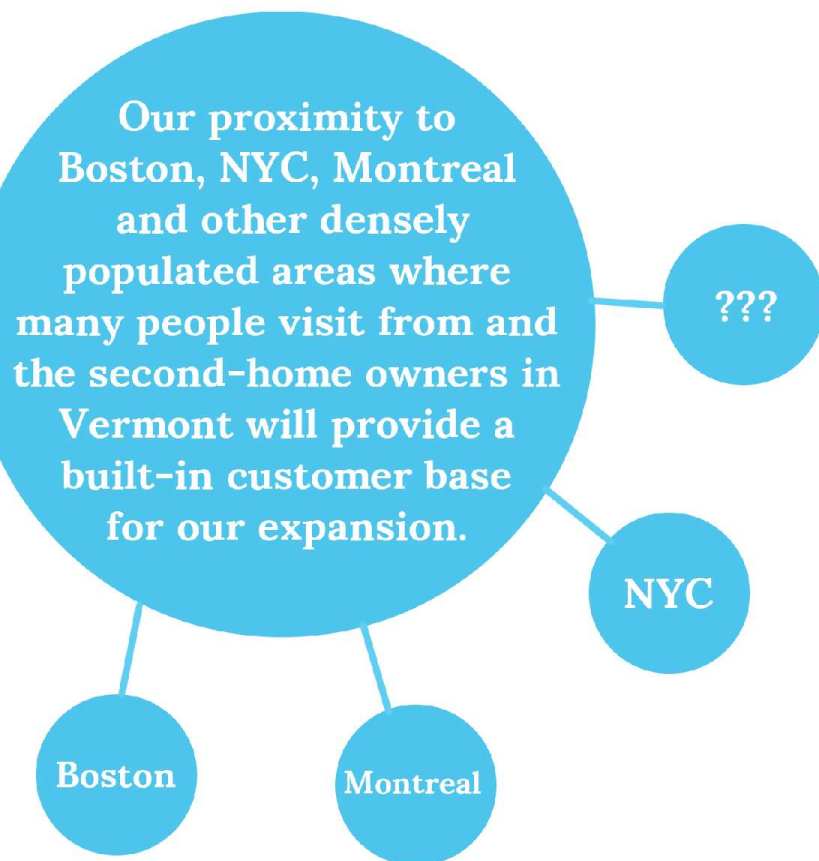 Our proximity to
Boston, NYC, Montreal
and other densely
populated areas where
many people visit from and
the second-home owners in
Vermont will provide a
built-in customer base
for our expansion.
???
NYC
Boston
Montreal